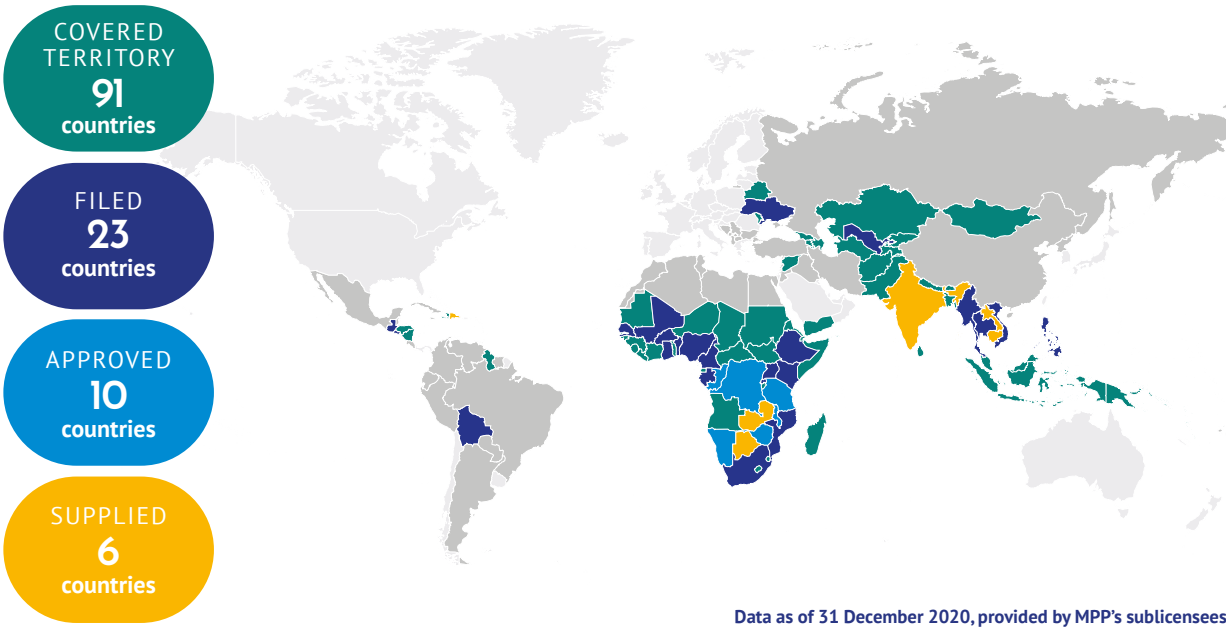 COVERED
TERRITORY
91
countries
FILED
23
countries
APPROVED
10
countries
SUPPLIED
6
countries
Data as of 31 December 2020, provided by MPP's sublicensees